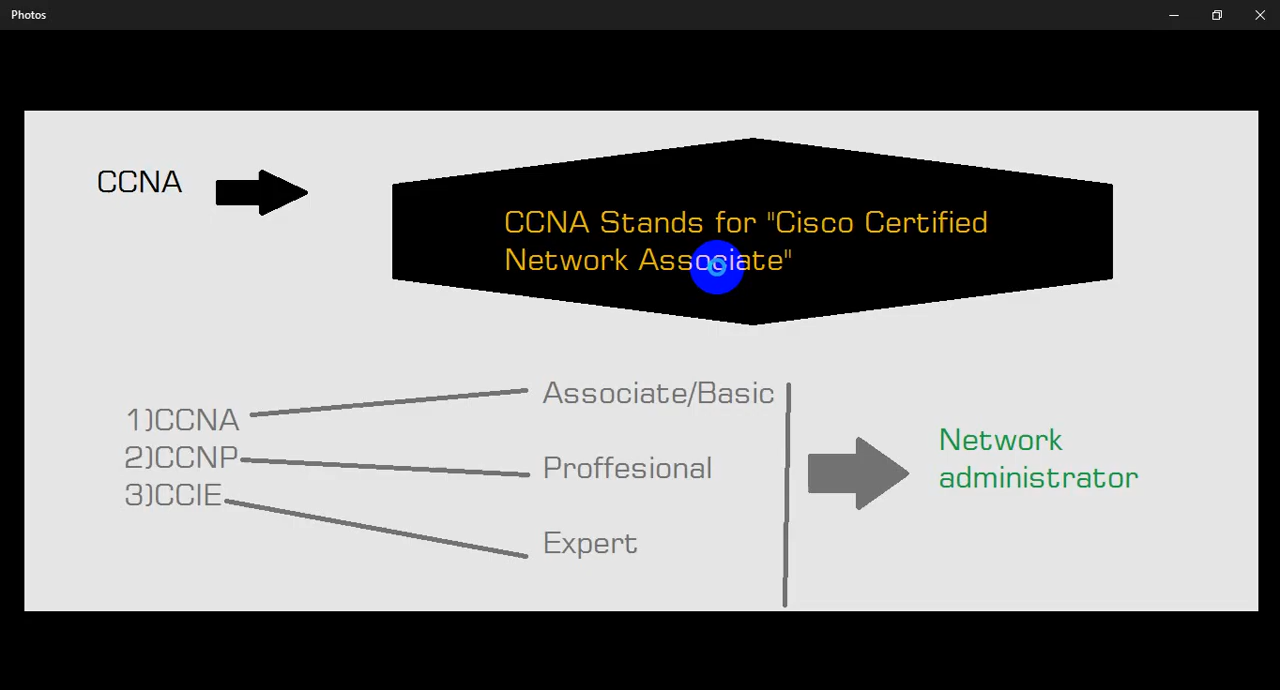 Photos
CCNA
CCNA Stands for "Cisco Certified
Network Associate"
1)CCNA
2)CCNP
3)CCIE
Associate/Basic
Proffesional
Expert
Network
administrator